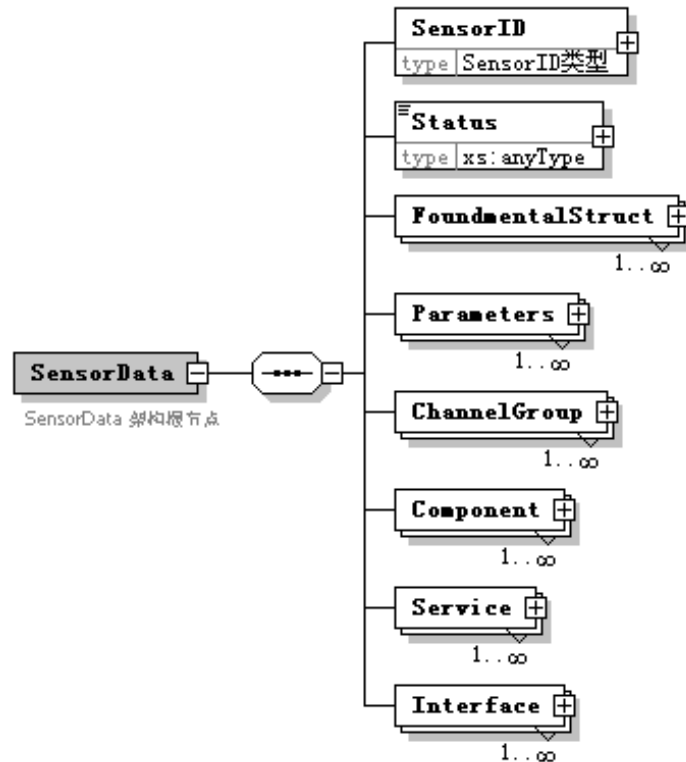 SensorID
type SensorID类型
Status
type xs:anyType
FoundmentalStruct
1..∞
Parameters
1..∞
SensorData
SensorData 架构根节点
ChannelGroup
1..∞
Component
1..∞
Service
1..∞
Interface
1..∞